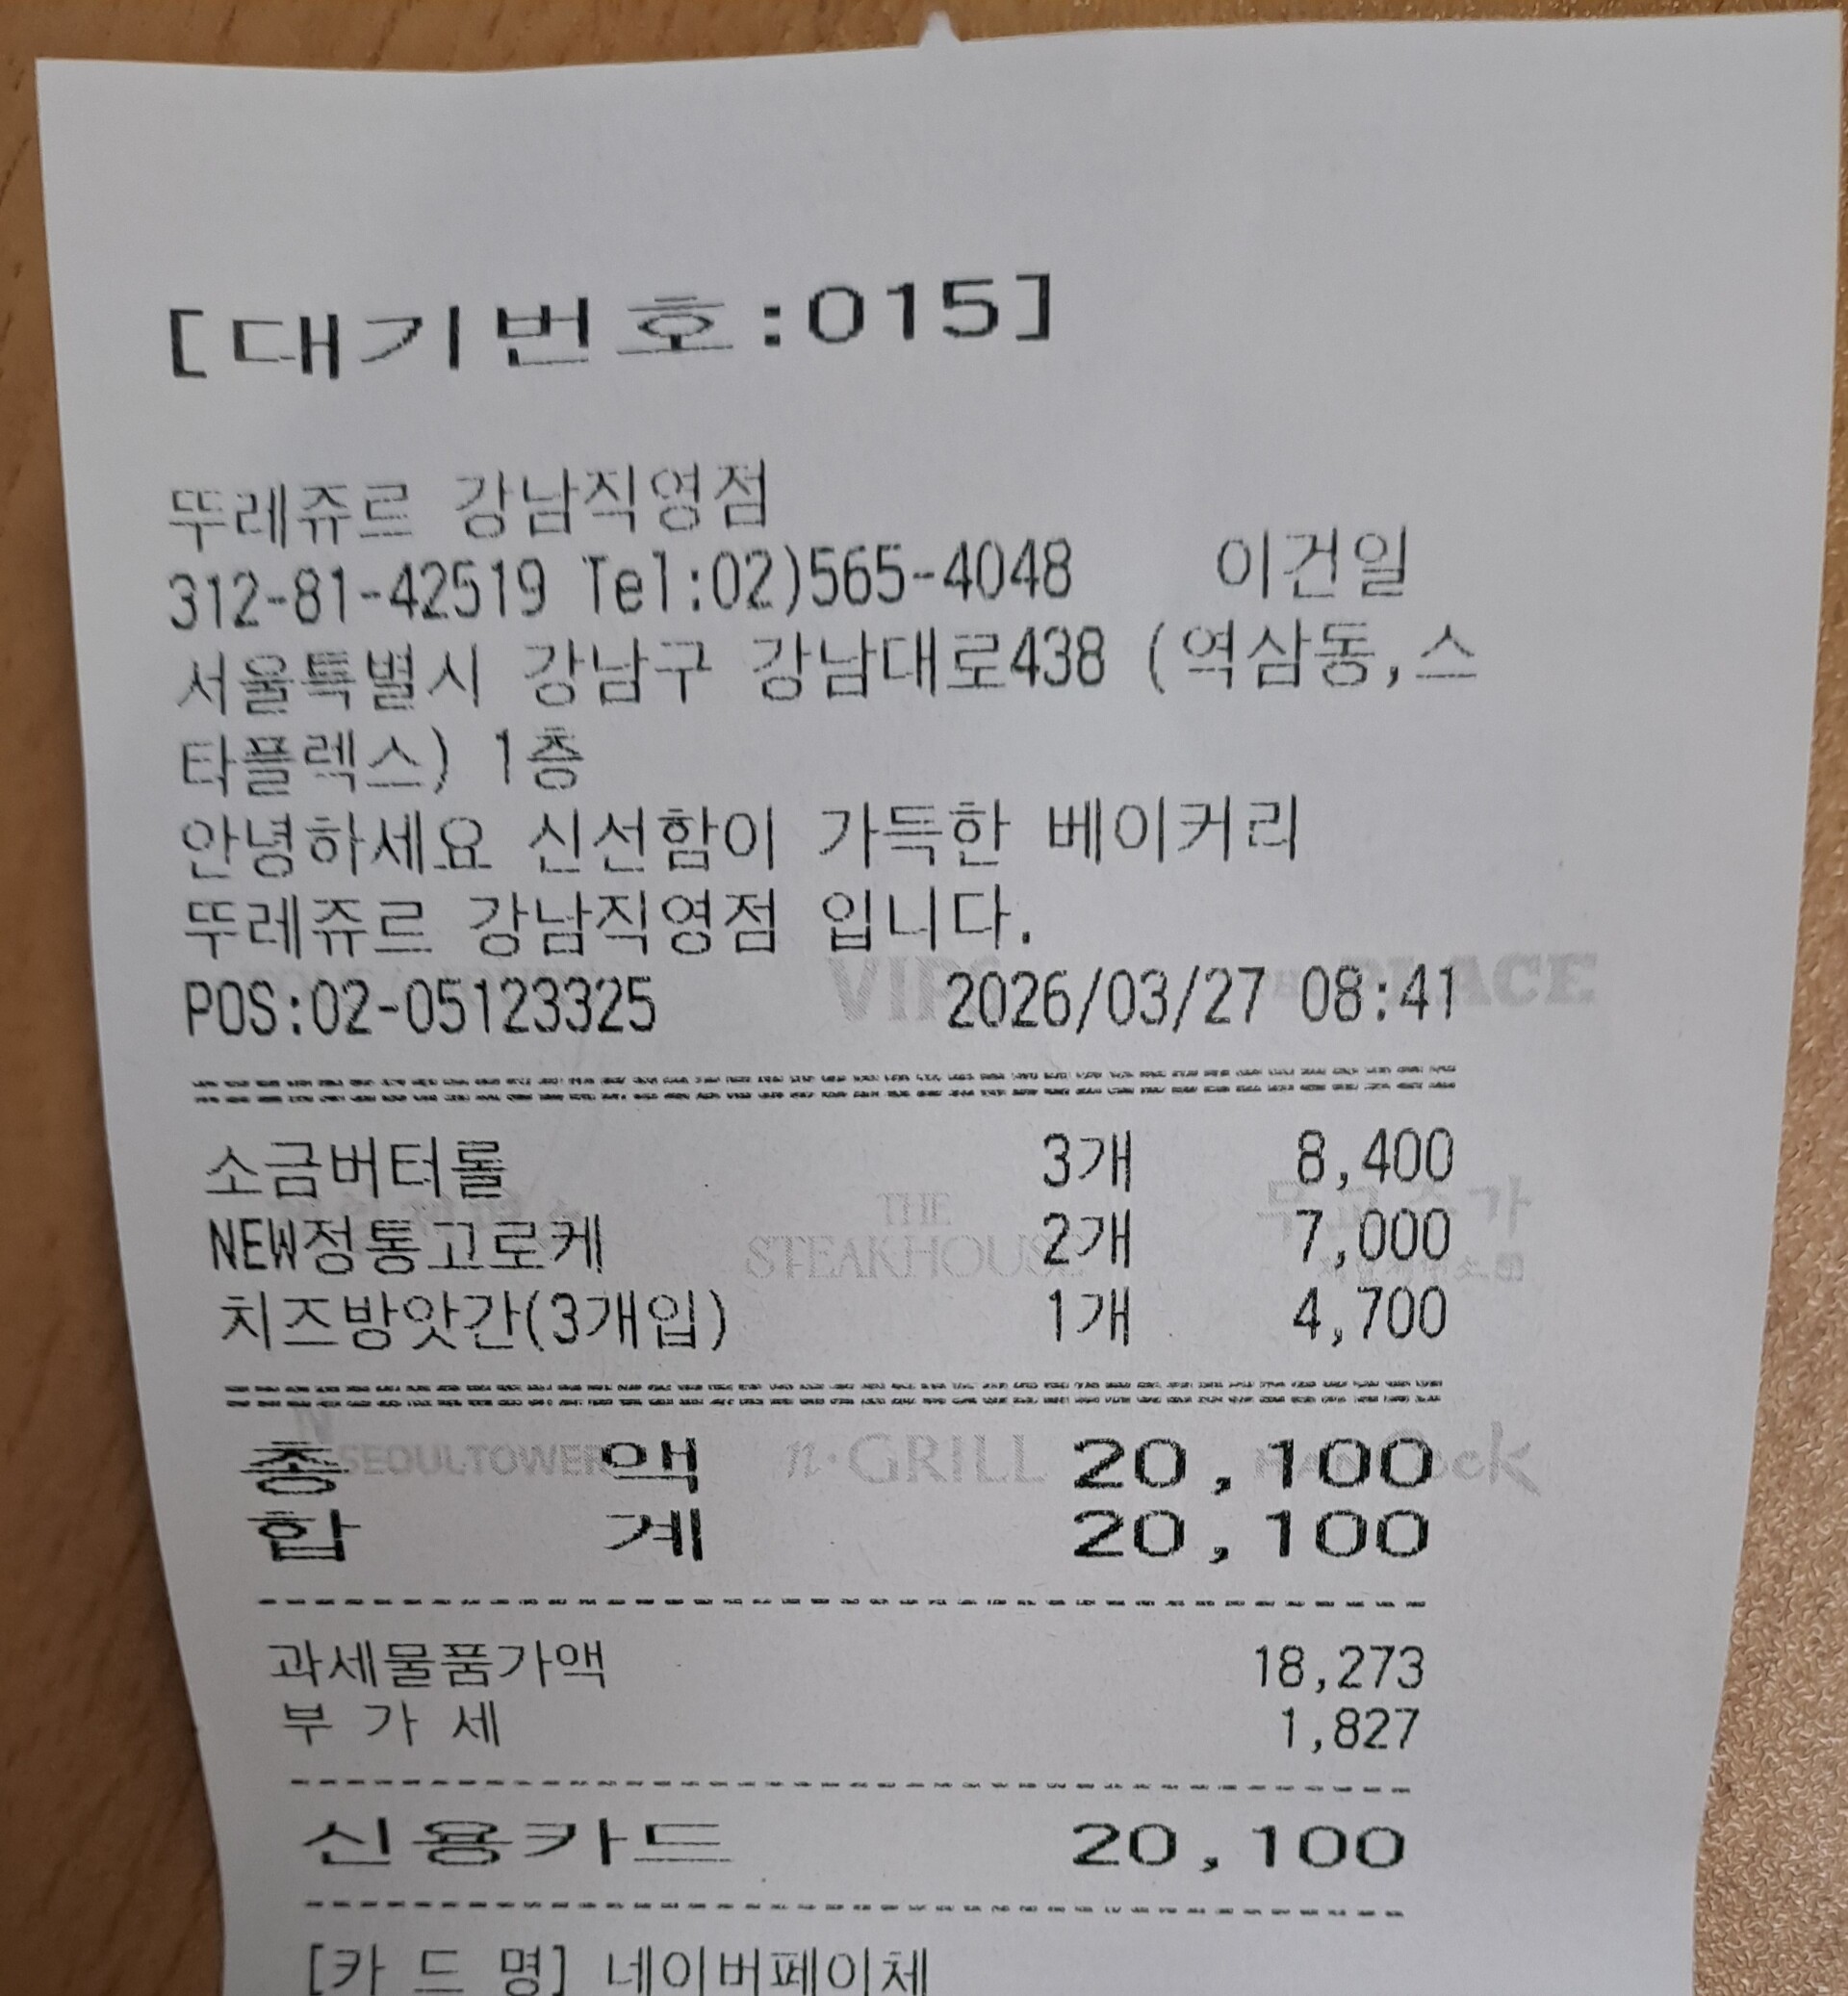 [대기번호:015]
뚜레쥬르 강남직영점
312-81-42519 Tel:02)565-4048 이건일
서울특별시 강남구 강남대로438 (역삼동,스
타플렉스) 1층
안녕하세요 신선함이 가득한 베이커리
뚜레쥬르 강남직영점 입니다.
POS:02-05123325 2026/03/27 08:41
소금버터롤 3개 8,400
THE
NEW정통고로케 2개 7,000
STEAKHOUSE
치즈방앗간(3개입) 1개 4,700
총 액 20,100
SEOULTOWER n·GRILL
합 계 20,100
과세물품가액 18,273
부 가 세 1,827
신용카드 20,100
[카 드 명] 네이버페이체